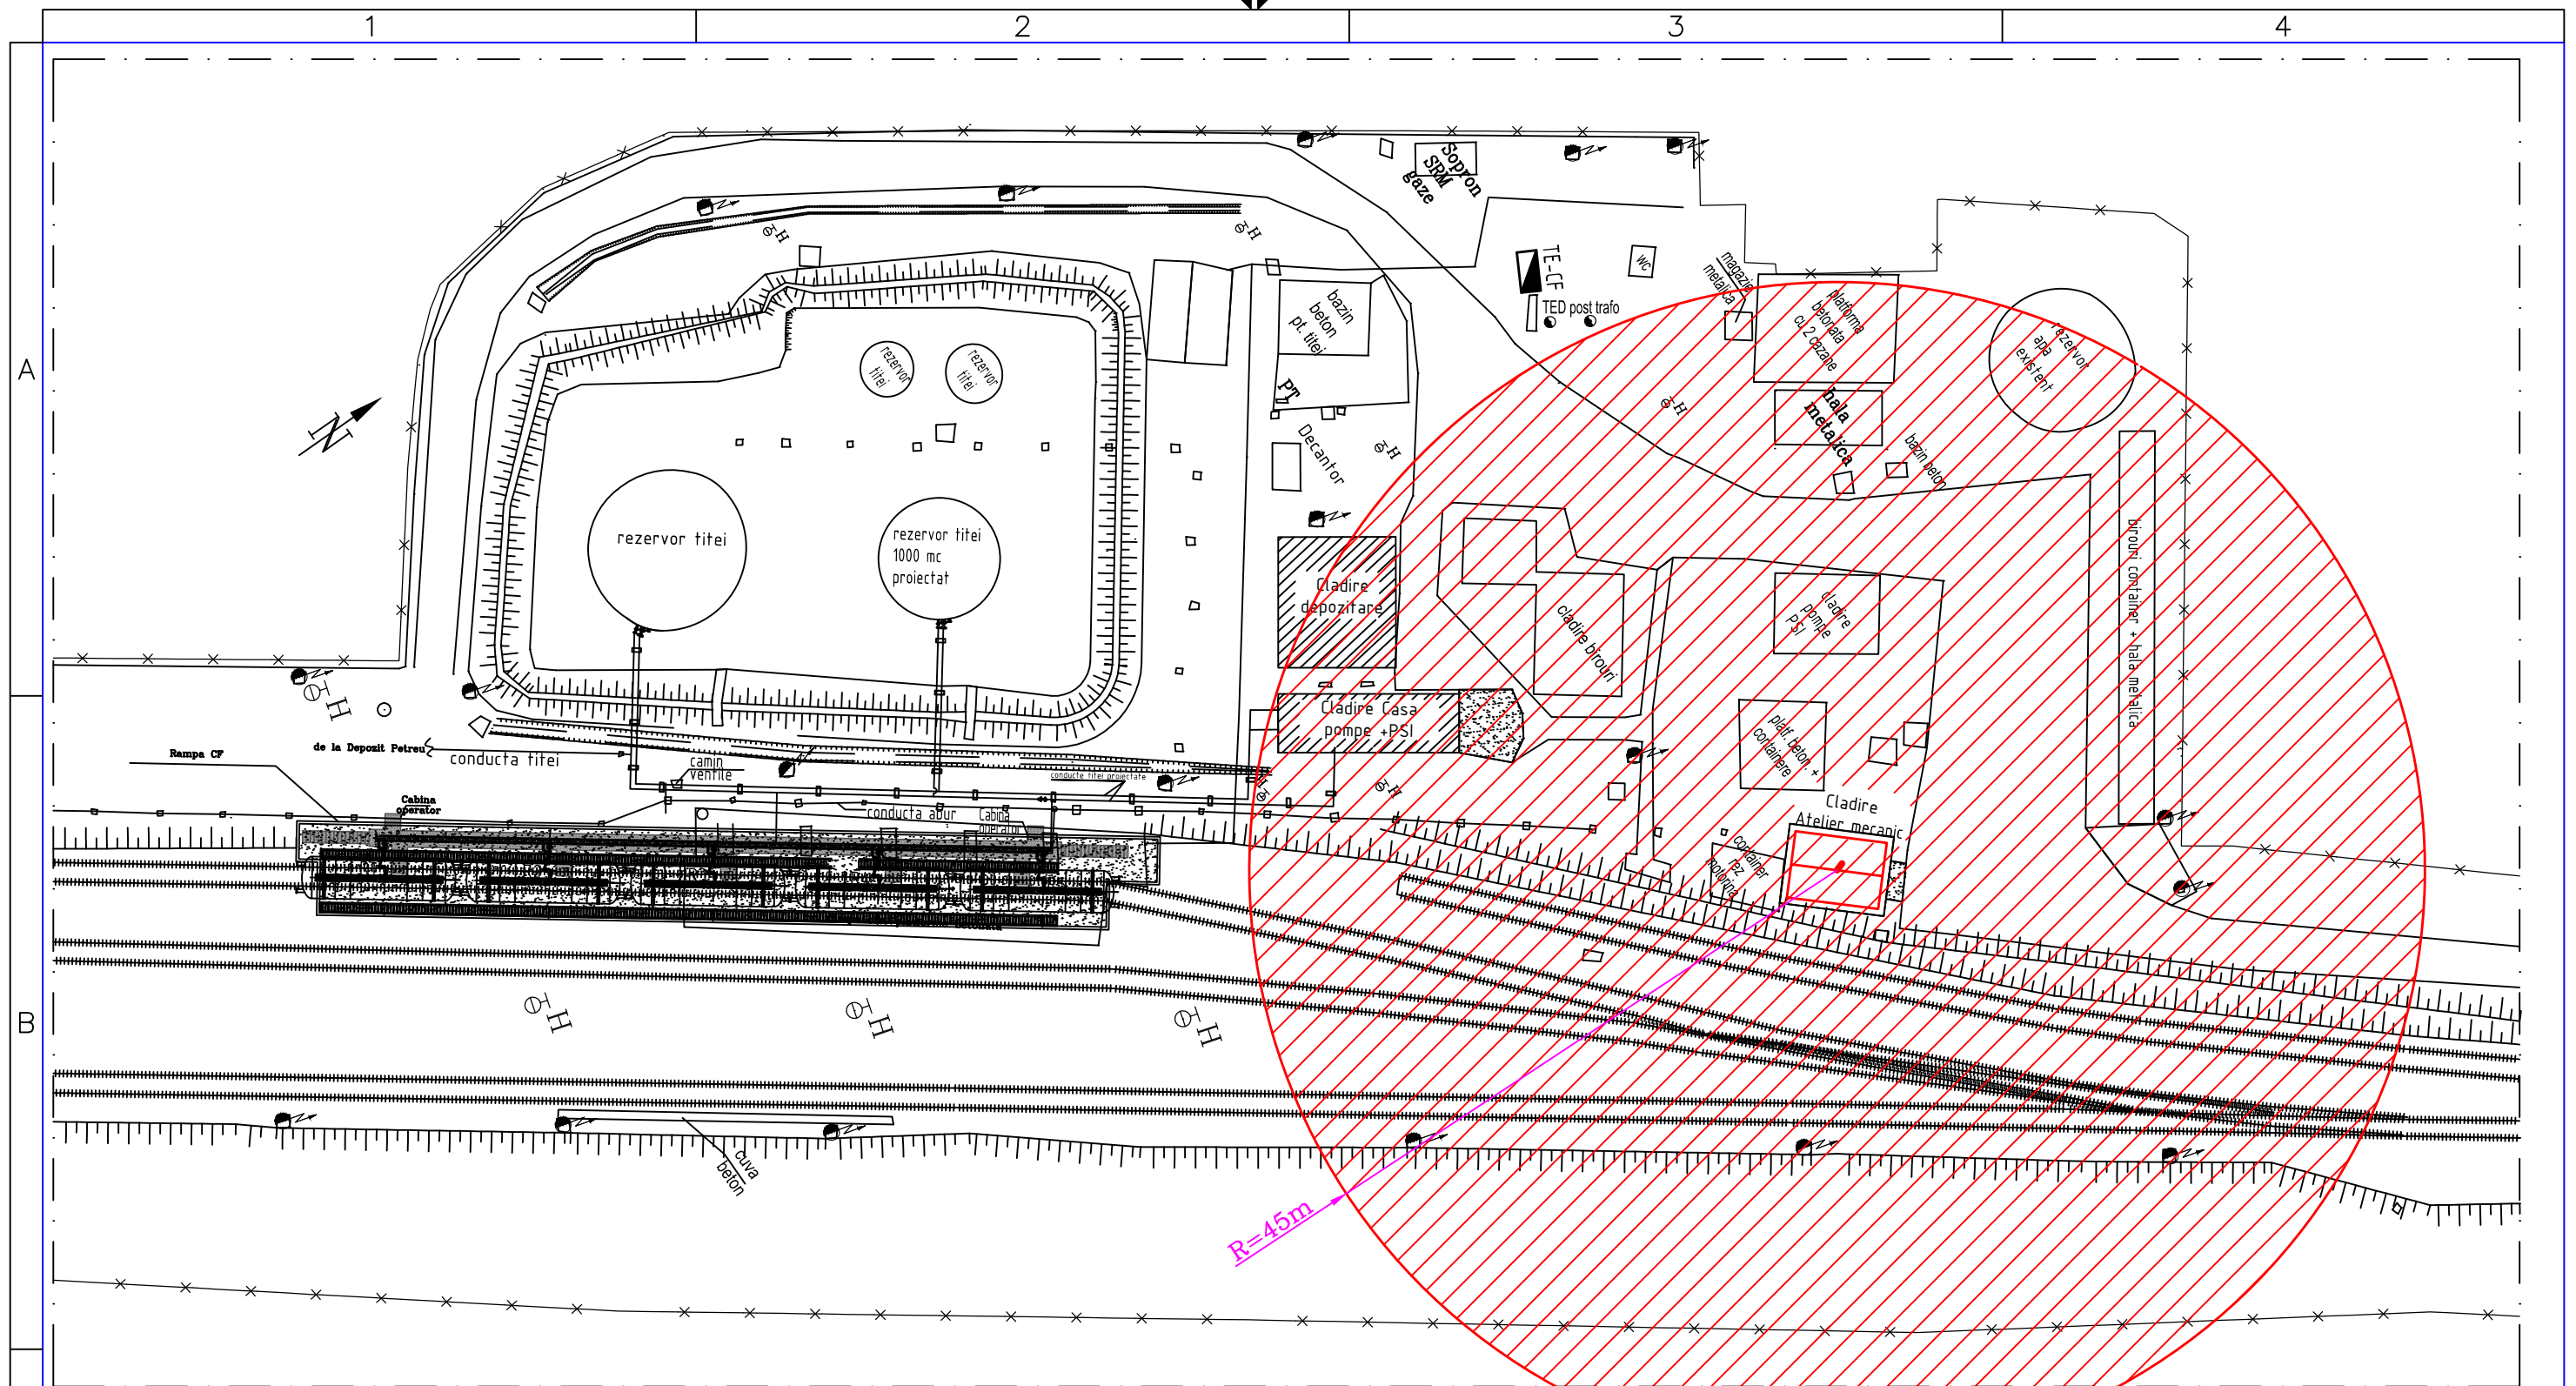 1
2
3
4
A
B
N
Sopron
SRM
gaze
TE-CF
TED post trafo
WC
magazie
metalica
platforma
betonata
cu 2 cazane
rezervor
apa
existent
hala
metalica
bazin beton
birouri container + hala metalica
bazin
beton
pt. titei
PT
Decantor
rezervor
titei
rezervor
titei
rezervor titei
rezervor titei
1000 mc
proiectat
Cladire
depozitare
Cladire Casa
pompe +PSI
cladire birouri
cladire
pompe
PSI
platf. beton. +
containere
Cladire
Atelier mecanic
container
rez
motorina
H
H
H
H
H
H
H
H
H
H
Rampa CF
de la Depozit Petreu
conducta titei
camin
ventile
conducte titei proiectate
Cabina
operator
conducta abur
Cabina
operator
cuva
beton
R=45m